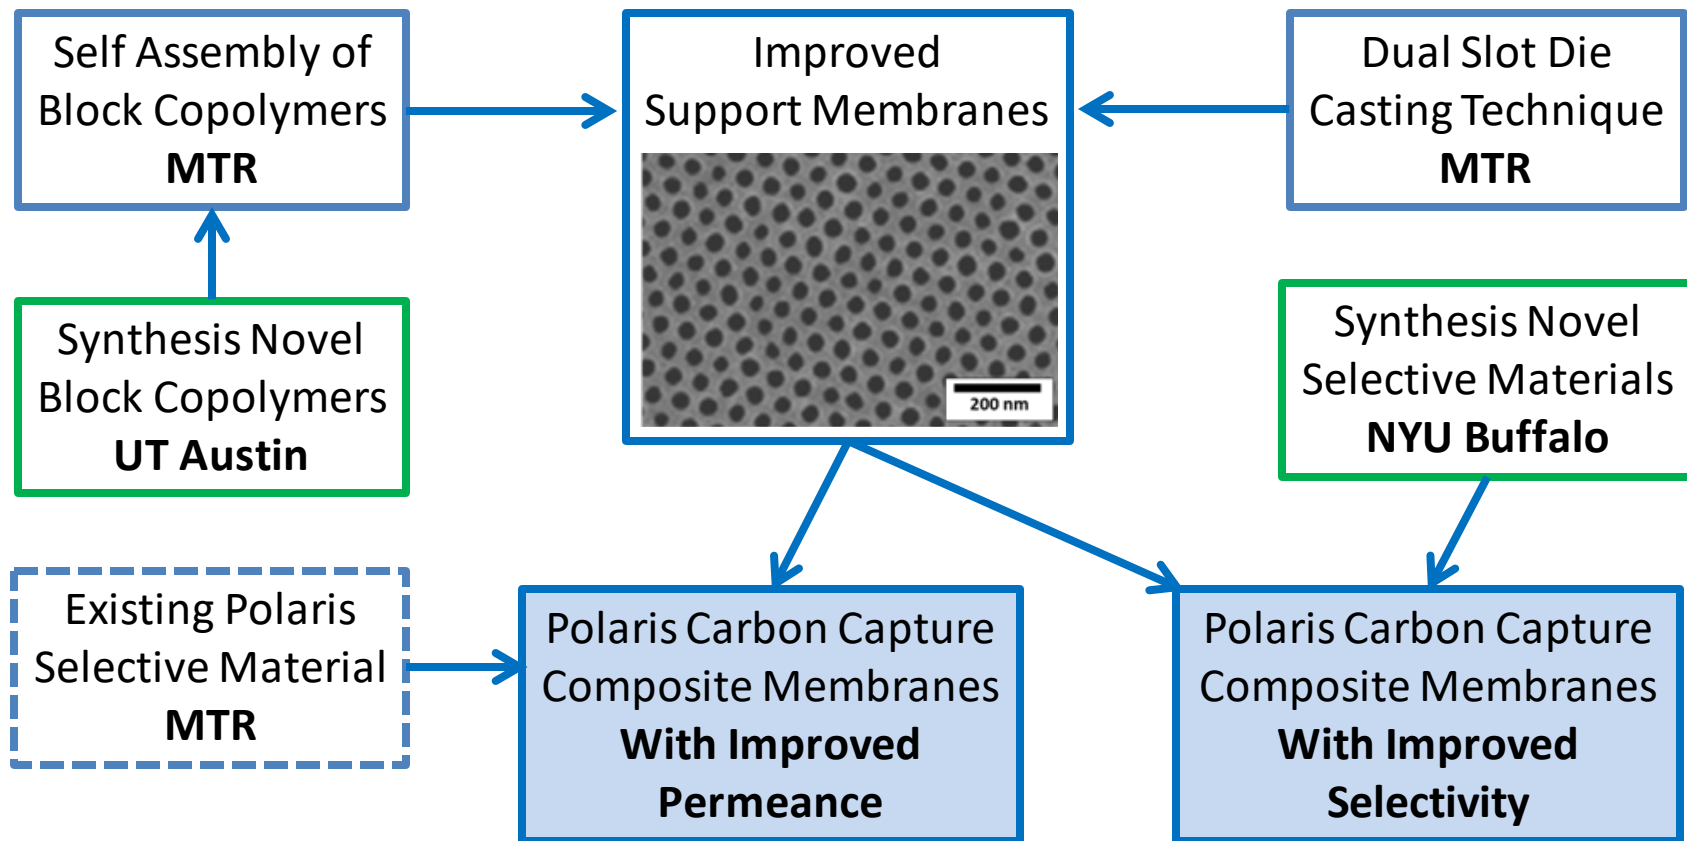 Self Assembly of
Block Copolymers
MTR
Improved
Support Membranes
200 nm
Dual Slot Die
Casting Technique
MTR
Synthesis Novel
Block Copolymers
UT Austin
Synthesis Novel
Selective Materials
NYU Buffalo
Existing Polaris
Selective Material
MTR
Polaris Carbon Capture
Composite Membranes
With Improved
Permeance
Polaris Carbon Capture
Composite Membranes
With Improved
Selectivity